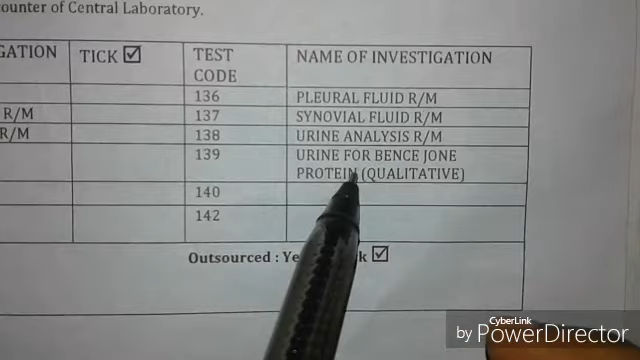 ounter of Central Laboratory.
GATION TICK ☑ TEST CODE NAME OF INVESTIGATION
136 PLEURAL FLUID R/M
R/M 137 SYNOVIAL FLUID R/M
R/M 138 URINE ANALYSIS R/M
139 URINE FOR BENCE JONE
PROTEIN (QUALITATIVE)
140
142
Outsourced : Ye k ☑
CyberLink
by PowerDirector